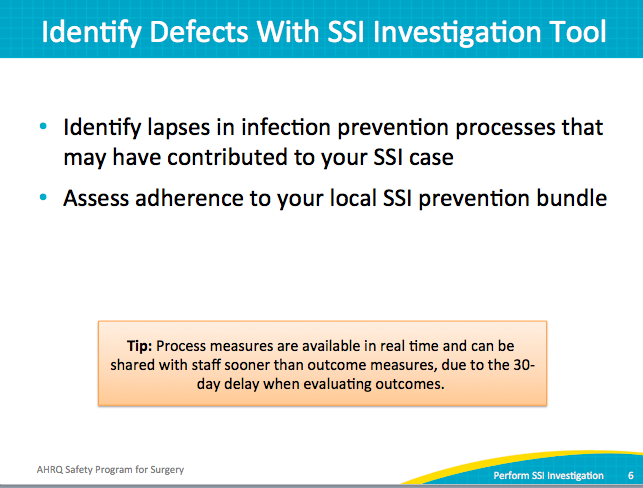 Identify Defects With SSI Investigation Tool
• Identify lapses in infection prevention processes that
may have contributed to your SSI case
• Assess adherence to your local SSI prevention bundle
Tip: Process measures are available in real time and can be
shared with staff sooner than outcome measures, due to the 30-
day delay when evaluating outcomes.
AHRQ Safety Program for Surgery
Perform SSI Investigation 6